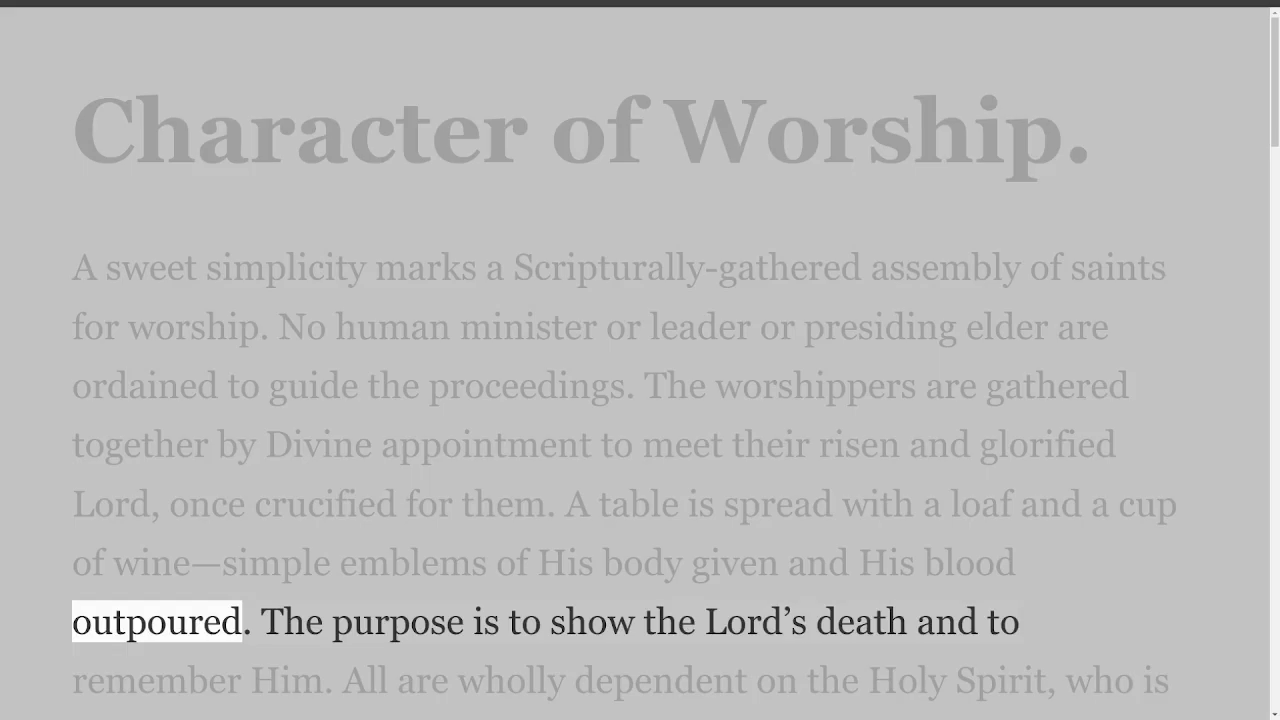 Character of Worship.
A sweet simplicity marks a Scripturally-gathered assembly of saints
for worship. No human minister or leader or presiding elder are
ordained to guide the proceedings. The worshippers are gathered
together by Divine appointment to meet their risen and glorified
Lord, once crucified for them. A table is spread with a loaf and a cup
of wine—simple emblems of His body given and His blood
outpoured. The purpose is to show the Lord’s death and to
remember Him. All are wholly dependent on the Holy Spirit, who is